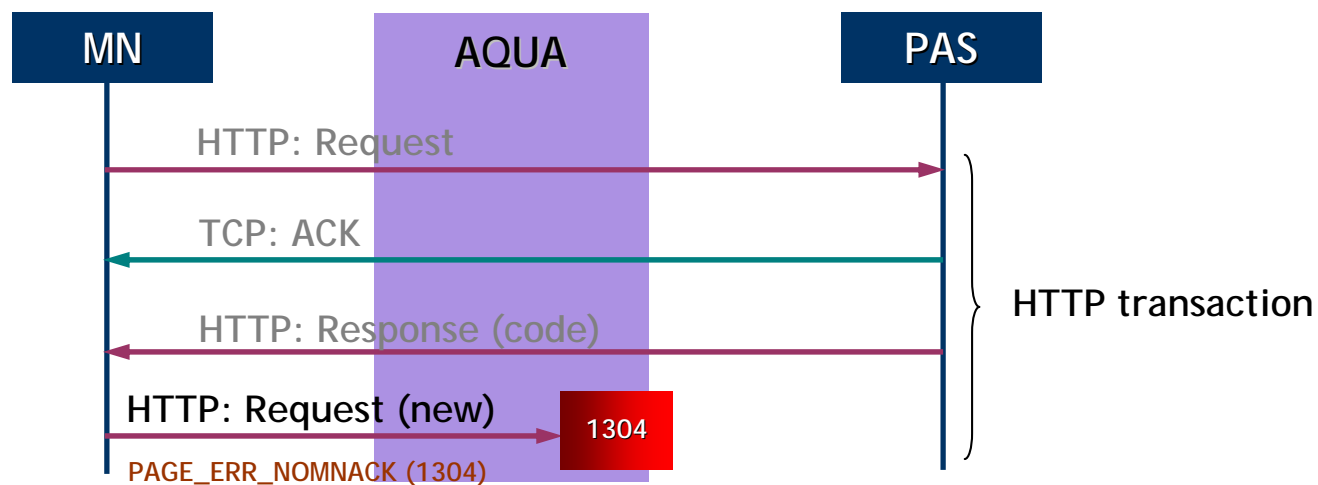 MN
AQUA
PAS
HTTP: Request
TCP: ACK
HTTP: Response (code)
HTTP transaction
HTTP: Request (new)
1304
PAGE_ERR_NOMNACK (1304)